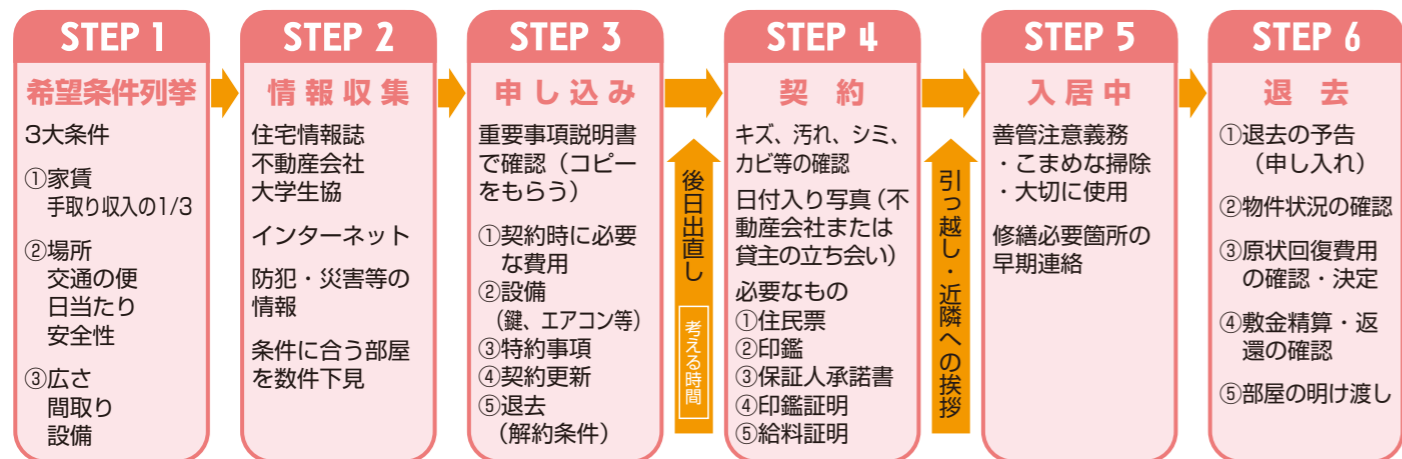 STEP 1
希望条件列挙
3大条件
①家賃
手取り収入の1/3
②場所
交通の便
日当たり
安全性
③広さ
間取り
設備
STEP 2
情報収集
住宅情報誌
不動産会社
大学生協
インターネット
防犯・災害等の
情報
条件に合う部屋
を数件下見
STEP 3
申し込み
重要事項説明書
で確認（コピー
をもらう）
①契約時に必要
な費用
②設備
（鍵、エアコン等）
③特約事項
④契約更新
⑤退去
（解約条件）
後日出直し
考える時間
STEP 4
契約
キズ、汚れ、シミ、
カビ等の確認
日付入り写真（不
動産会社または
貸主の立ち会い）
必要なもの
①住民票
②印鑑
③保証人承諾書
④印鑑証明
⑤給料証明
引っ越し・近隣への挨拶
STEP 5
入居中
善管注意義務
・こまめな掃除
・大切に使用
修繕必要箇所の
早期連絡
STEP 6
退去
①退去の予告
（申し入れ）
②物件状況の確認
③原状回復費用
の確認・決定
④敷金精算・返
還の確認
⑤部屋の明け渡し